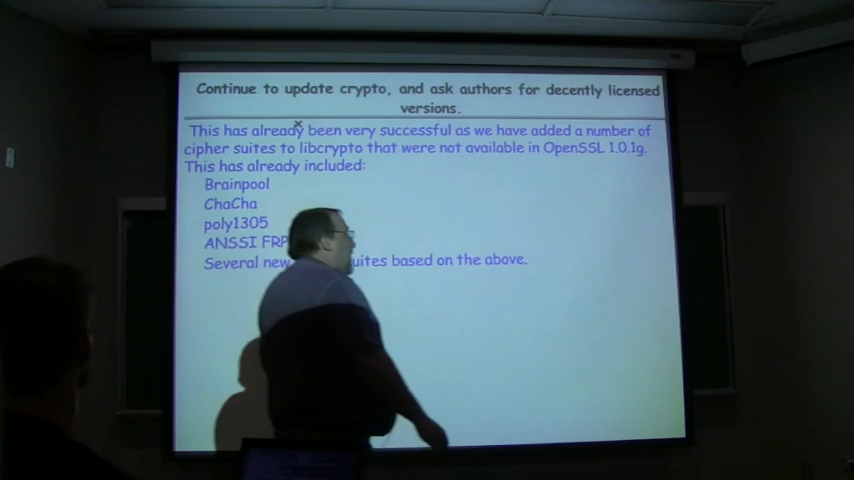 Continue to update crypto, and ask authors for decently licensed
versions.
This has already been very successful as we have added a number of
cipher suites to libcrypto that were not available in OpenSSL 1.0.1g.
This has already included:
Brainpool
ChaCha
poly1305
ANSSI FRP
Several new uites based on the above.